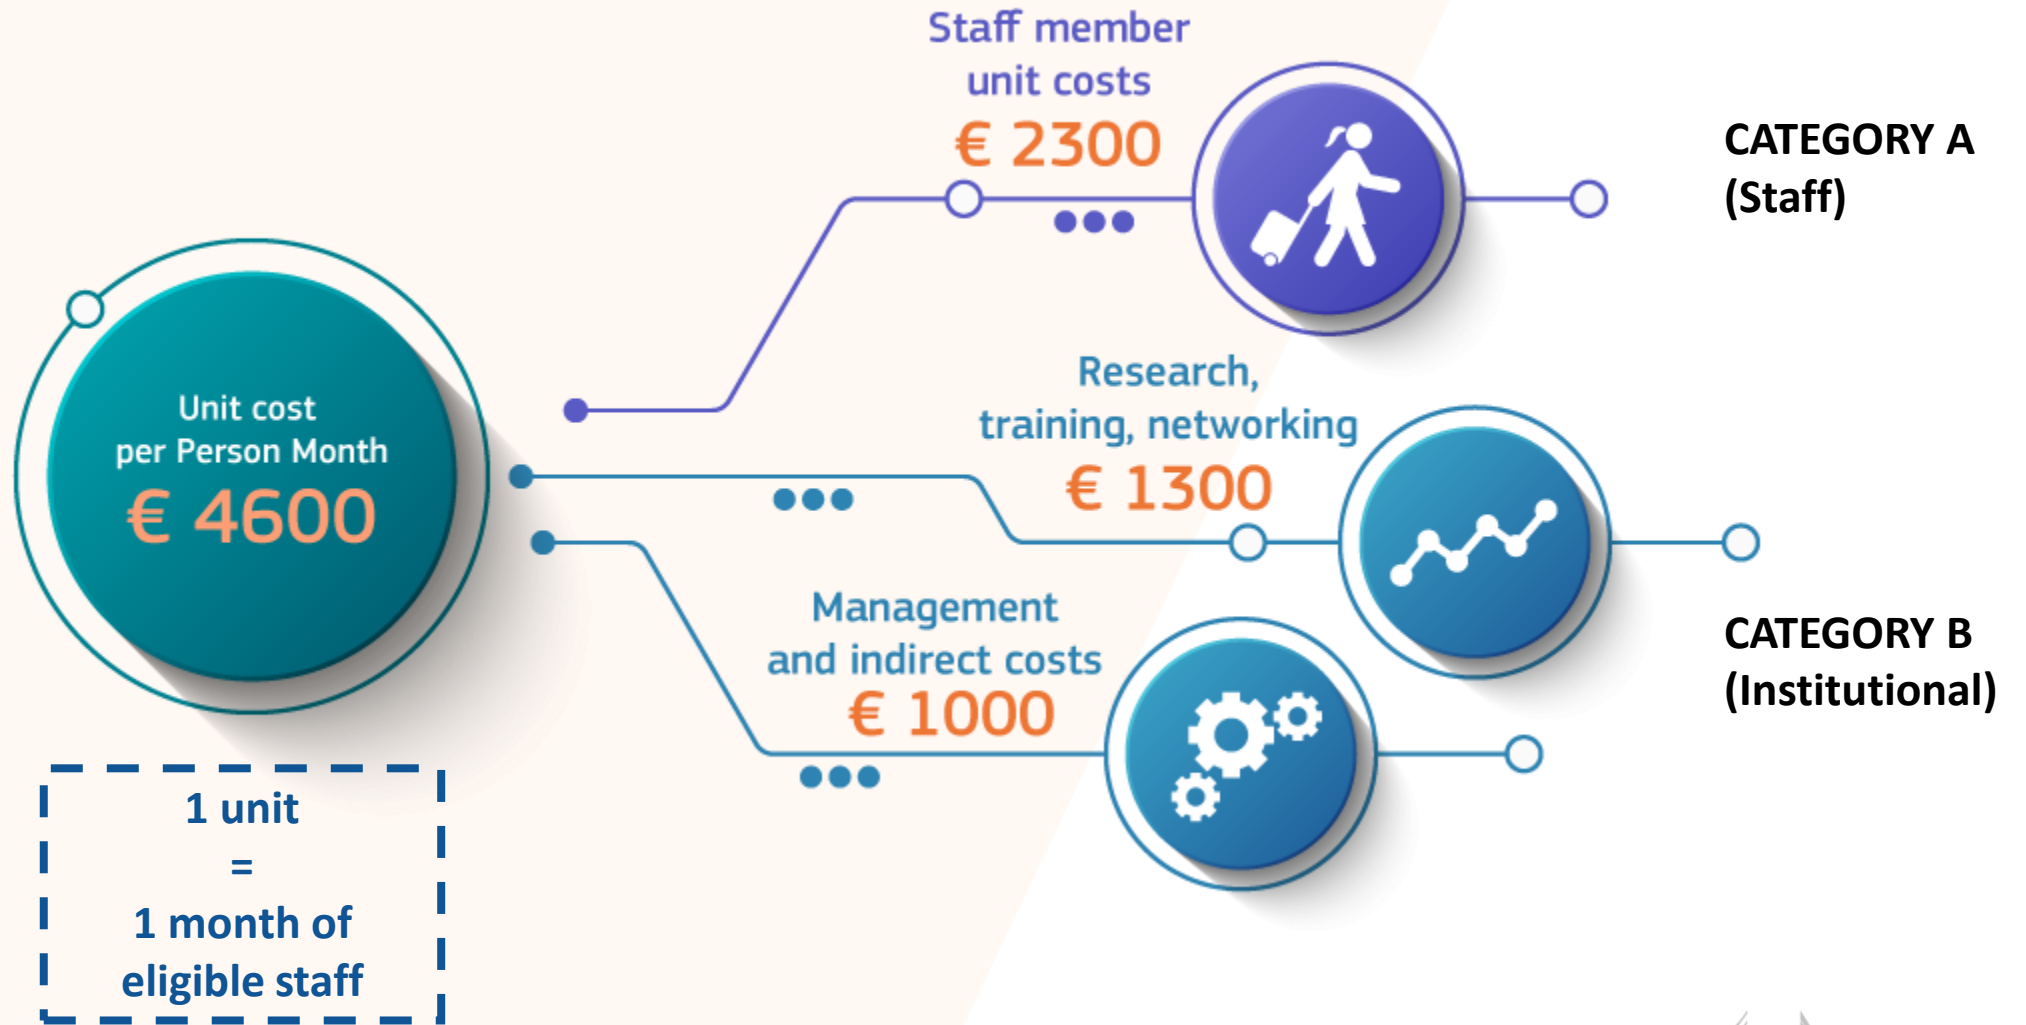 Staff member
unit costs
€ 2300
CATEGORY A
(Staff)
Unit cost
per Person Month
€ 4600
Research,
training, networking
€ 1300
Management
and indirect costs
€ 1000
CATEGORY B
(Institutional)
1 unit
=
1 month of
eligible staff